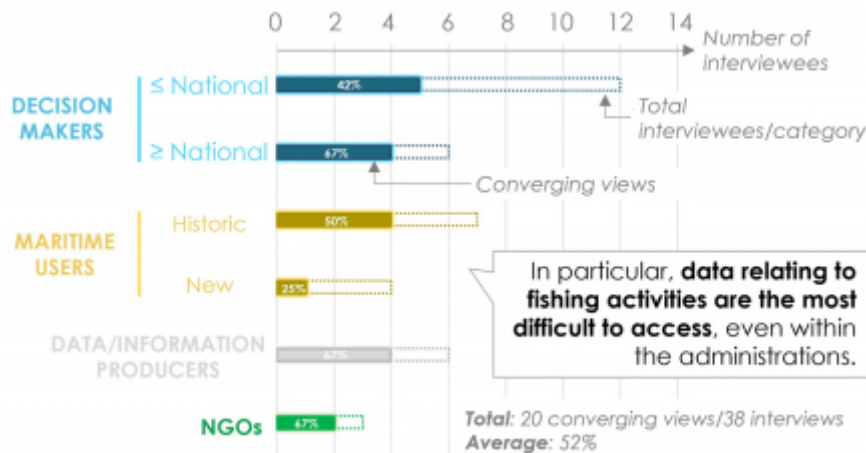 0 2 4 6 8 10 12 14
Number of
interviewees
DECISION
MAKERS
≤ National
42%
Total
interviewees/category
≥ National
67%
Converging views
MARITIME
USERS
Historic
50%
New
25%
In particular, data relating to
fishing activities are the most
difficult to access, even within
the administrations.
DATA/INFORMATION
PRODUCERS
67%
NGOs
67%
Total: 20 converging views/38 interviews
Average: 52%